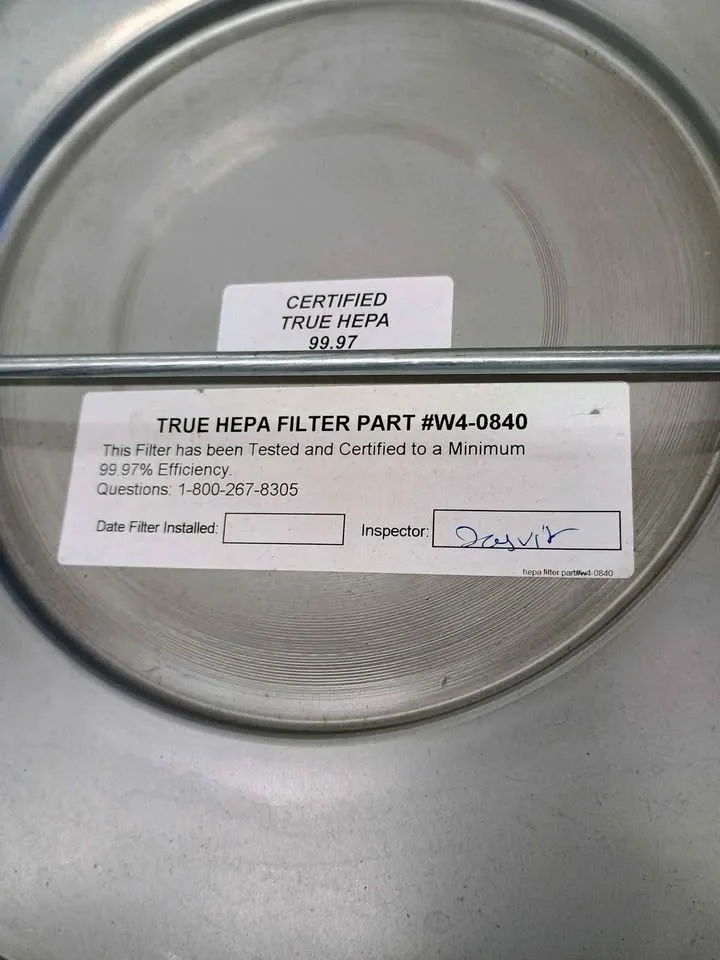 CERTIFIED
TRUE HEPA
99.97
TRUE HEPA FILTER PART #W4-0840
This Filter has been Tested and Certified to a Minimum
99.97% Efficiency.
Questions: 1-800-267-8305
Date Filter Installed:
Inspector: Jasvir
hepa filter part#w4-0840